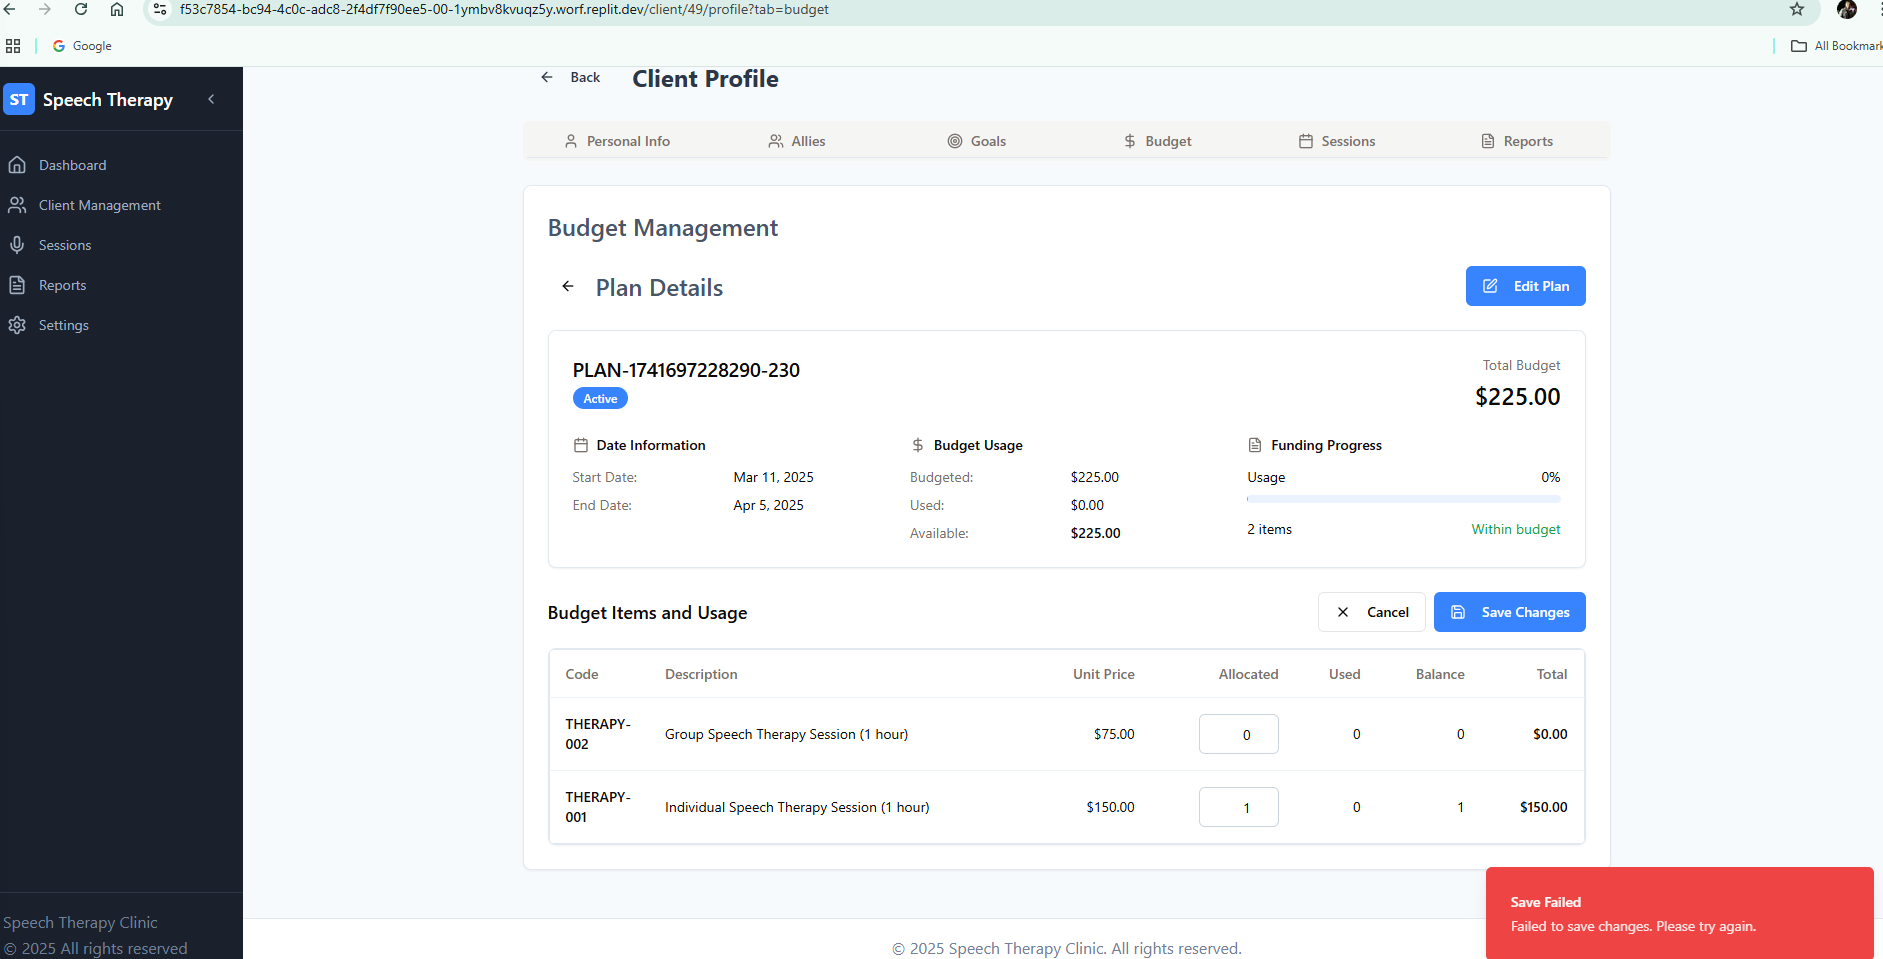 f53c7854-bc94-4c0c-adc8-2f4df7f90ee5-00-1ymbv8kvuqz5y.worf.replit.dev/client/49/profile?tab=budget
Google
All Bookmark
ST Speech Therapy
Dashboard
Client Management
Sessions
Reports
Settings
Speech Therapy Clinic
© 2025 All rights reserved
Back Client Profile
Personal Info Allies Goals Budget Sessions Reports
Budget Management
Plan Details Edit Plan
PLAN-1741697228290-230
Active
Total Budget
$225.00
Date Information
Start Date: Mar 11, 2025
End Date: Apr 5, 2025
Budget Usage
Budgeted: $225.00
Used: $0.00
Available: $225.00
Funding Progress
Usage 0%
2 items Within budget
Budget Items and Usage Cancel Save Changes
Code Description Unit Price Allocated Used Balance Total
THERAPY-
002 Group Speech Therapy Session (1 hour) $75.00 0 0 0 $0.00
THERAPY-
001 Individual Speech Therapy Session (1 hour) $150.00 1 0 1 $150.00
© 2025 Speech Therapy Clinic. All rights reserved.
Save Failed
Failed to save changes. Please try again.